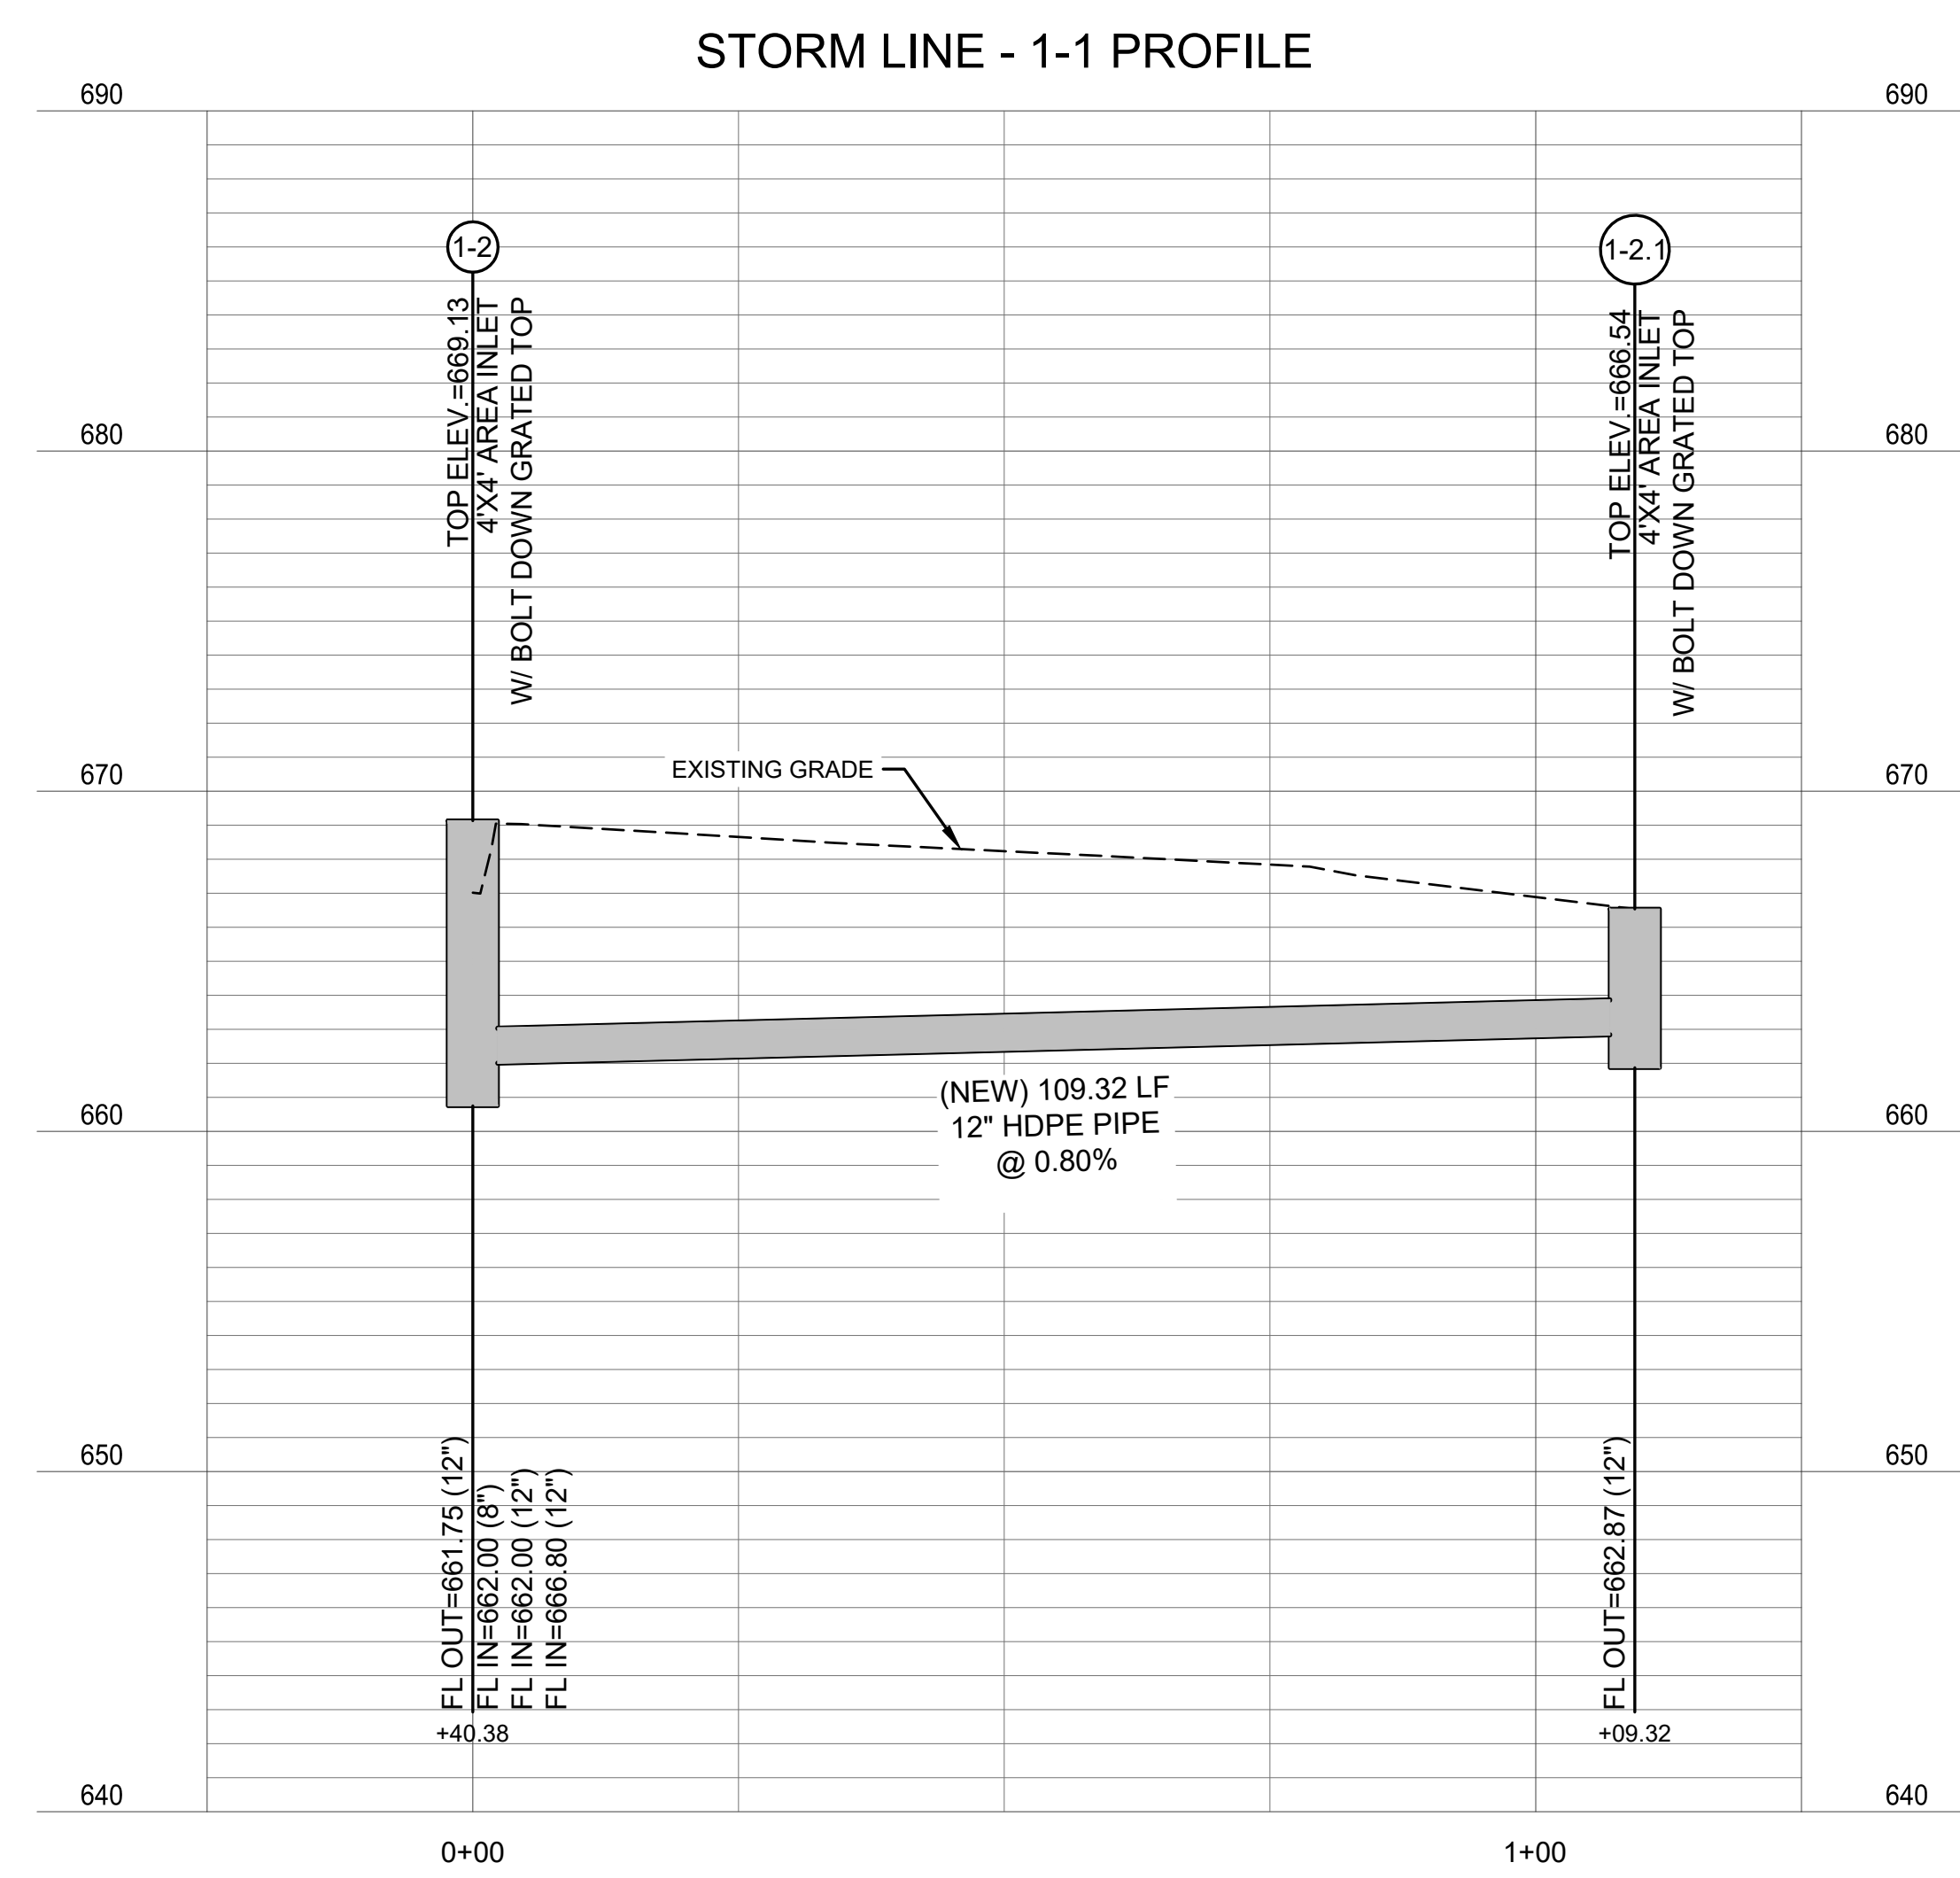 STORM LINE - 1-1 PROFILE
690
690
1-2
1-2.1
TOP ELEV.=669.13
4'X4' AREA INLET
W/ BOLT DOWN GRATED TOP
TOP ELEV.=666.54
4'X4' AREA INLET
W/ BOLT DOWN GRATED TOP
680
680
EXISTING GRADE
670
670
(NEW) 109.32 LF
12" HDPE PIPE
@ 0.80%
660
660
650
650
FL OUT=661.75 (12")
FL IN=662.00 (8")
FL IN=662.00 (12")
FL IN=666.80 (12")
FL OUT=662.87 (12")
+40.38
+09.32
640
640
0+00
1+00